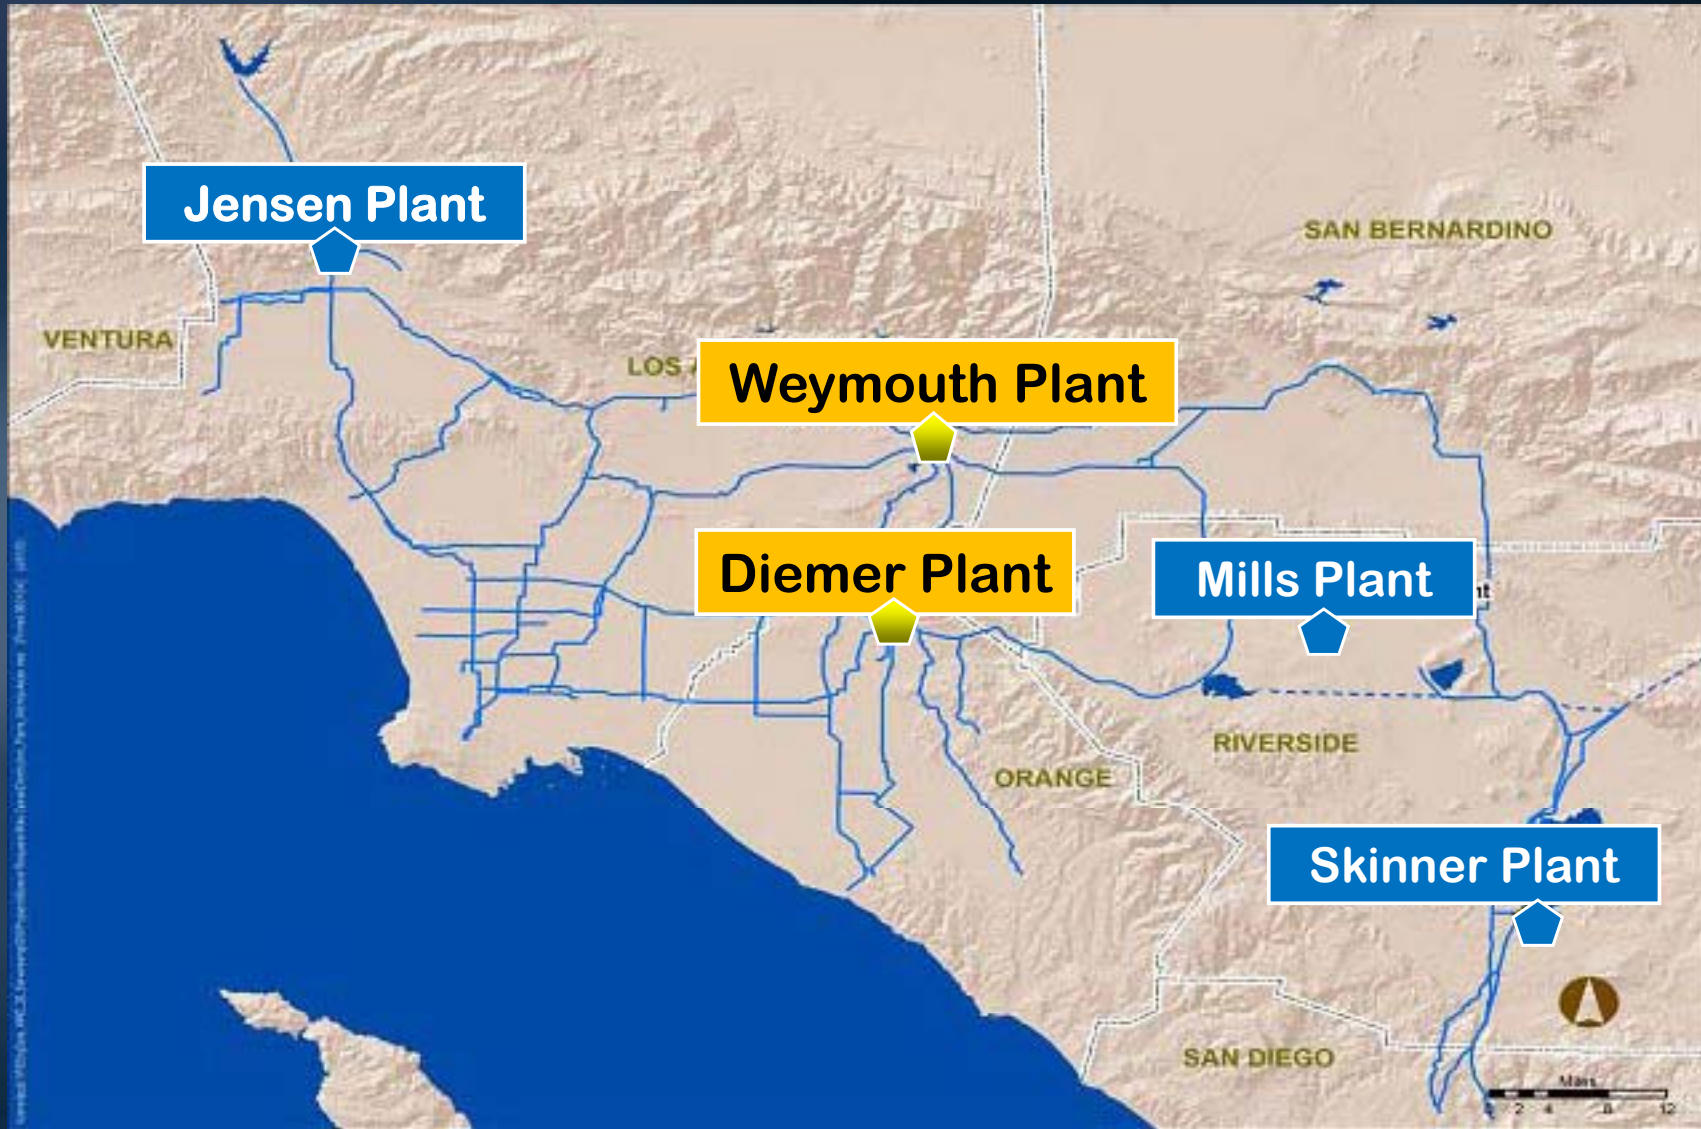 Jensen Plant
SAN BERNARDINO
VENTURA
LOS A
Weymouth Plant
Diemer Plant
Mills Plant
nt
RIVERSIDE
ORANGE
Skinner Plant
SAN DIEGO
Miles
2 4 8 12